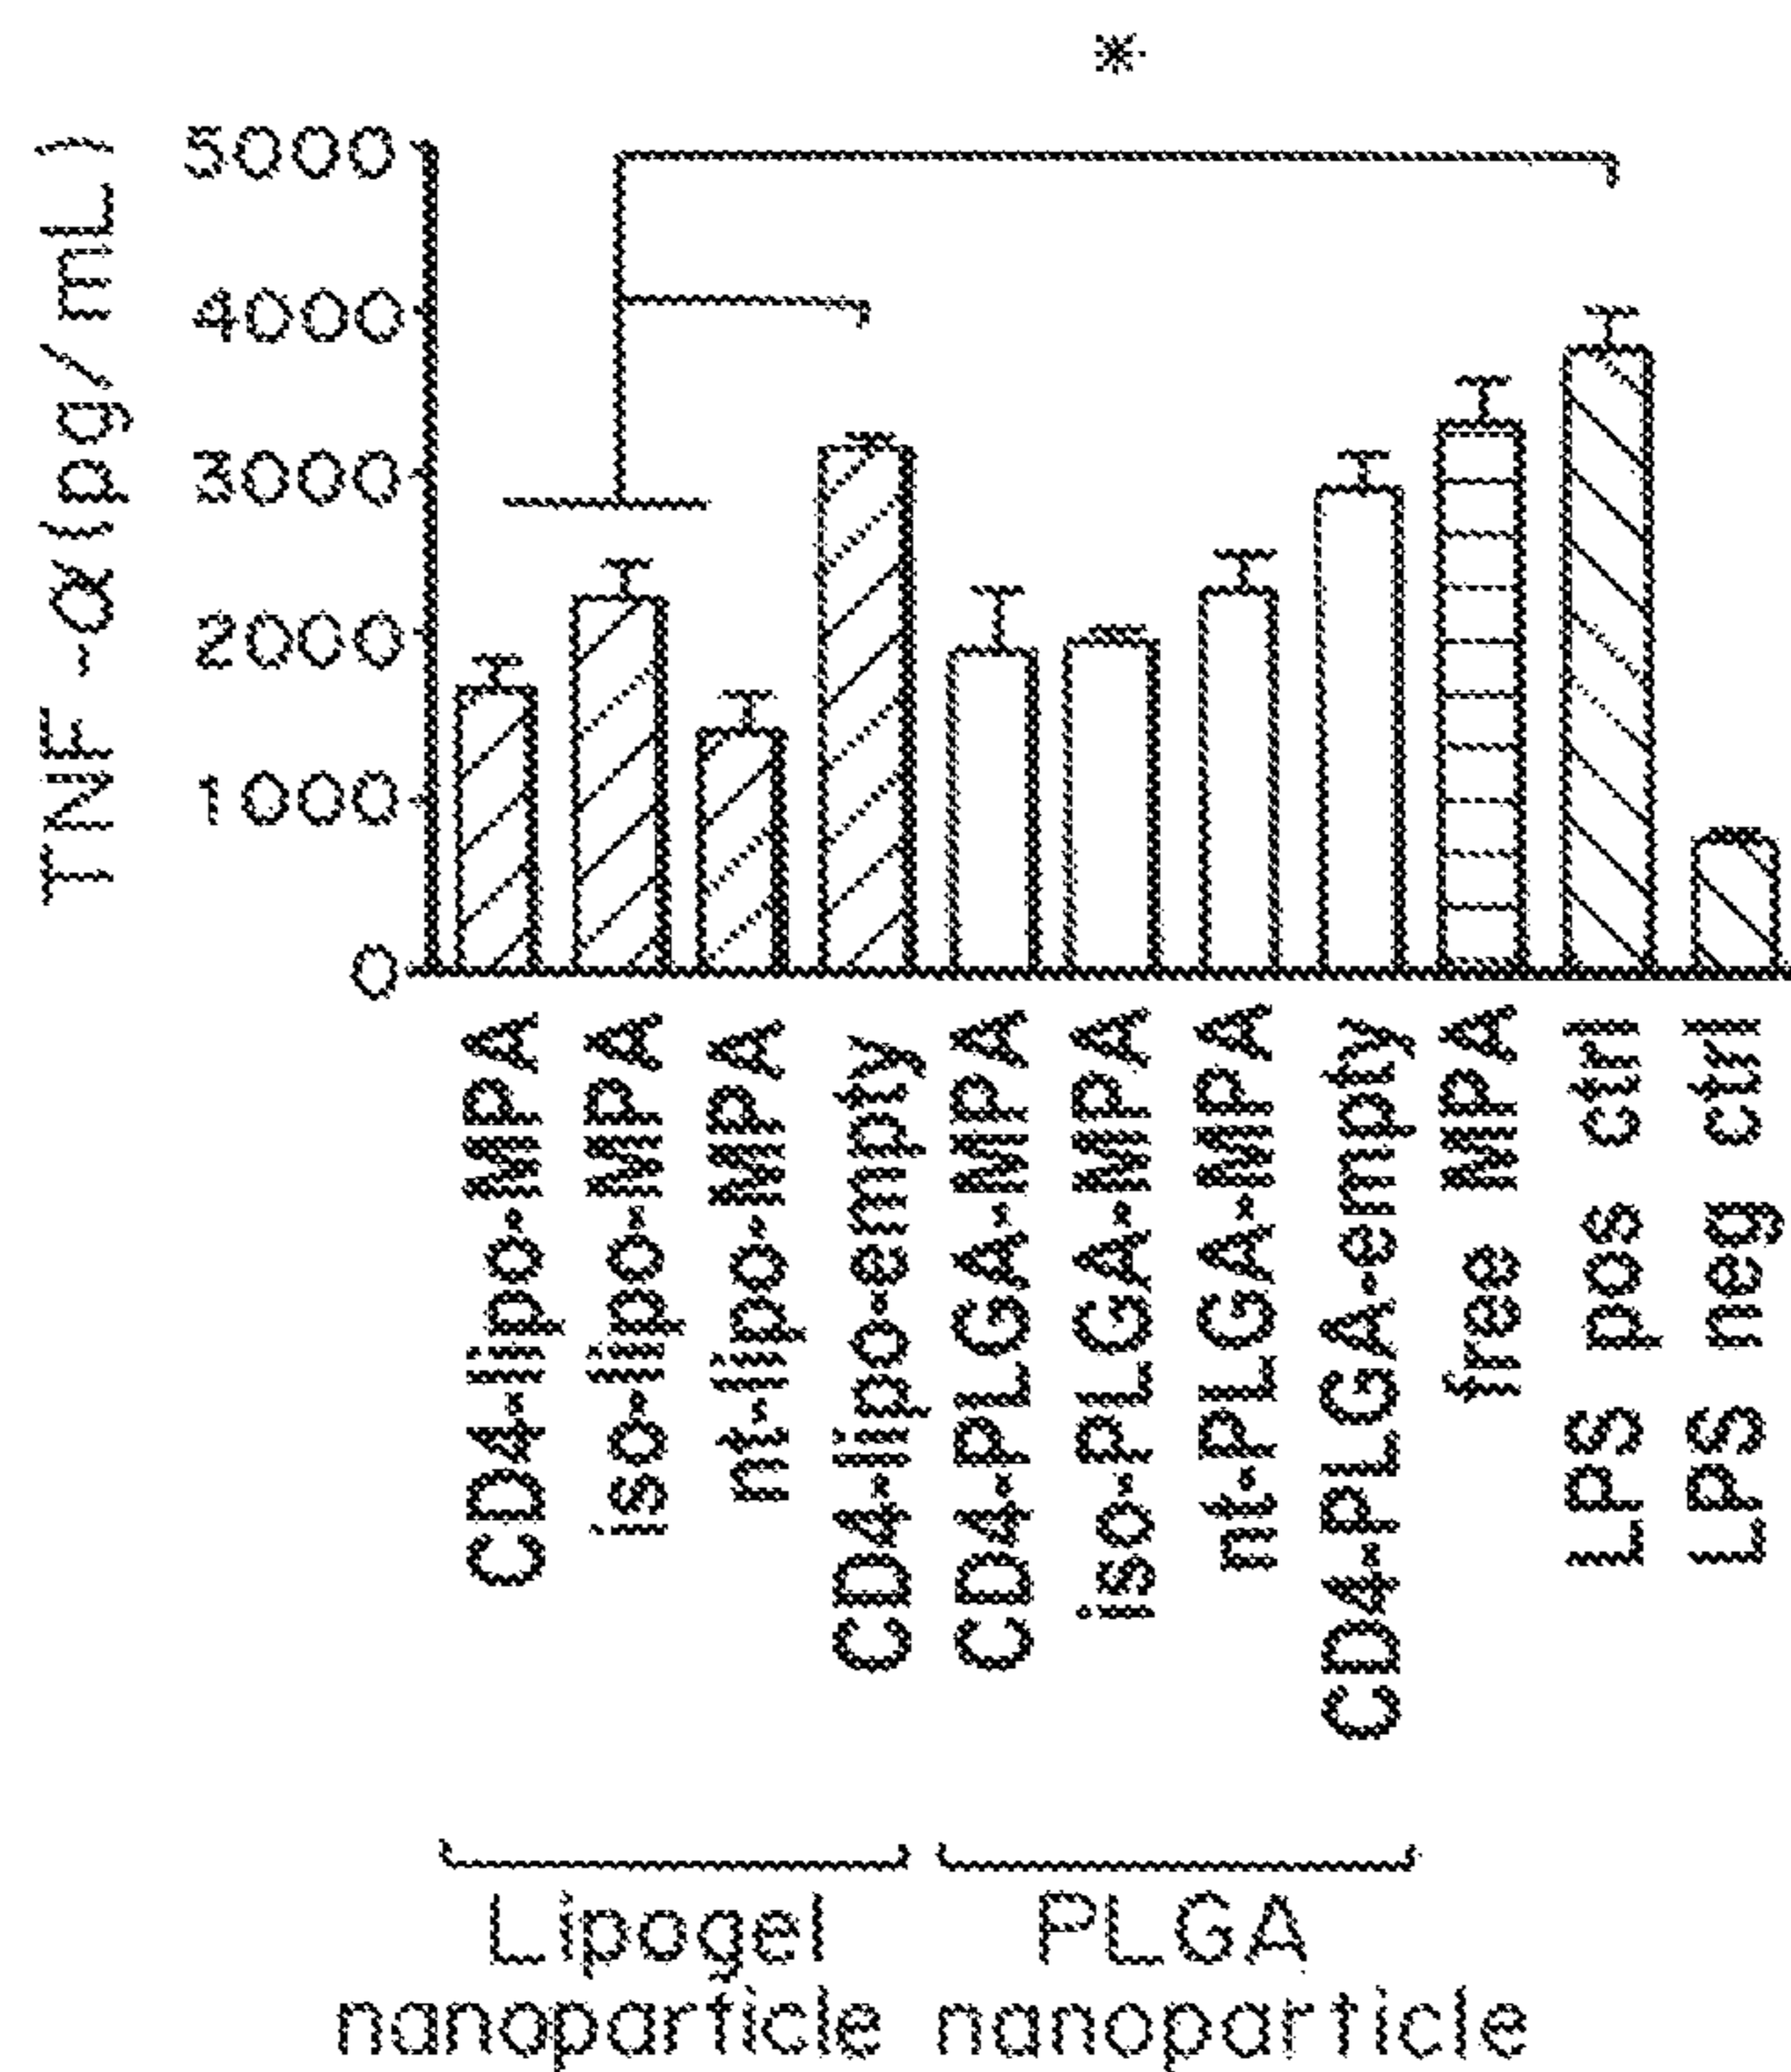 *
TNF-α(pg/mL)
5000
4000
3000
2000
1000
0
CD4-lipo-MPA
iso-lipo-MPA
nt-lipo-MPA
CD4-lipo-empty
CD4-PLGA-MPA
iso-PLGA-MPA
nt-PLGA-MPA
CD4-PLGA-empty
free MPA
LPS pos ctrl
LPS neg ctrl
Lipogel
nanoparticle
PLGA
nanoparticle